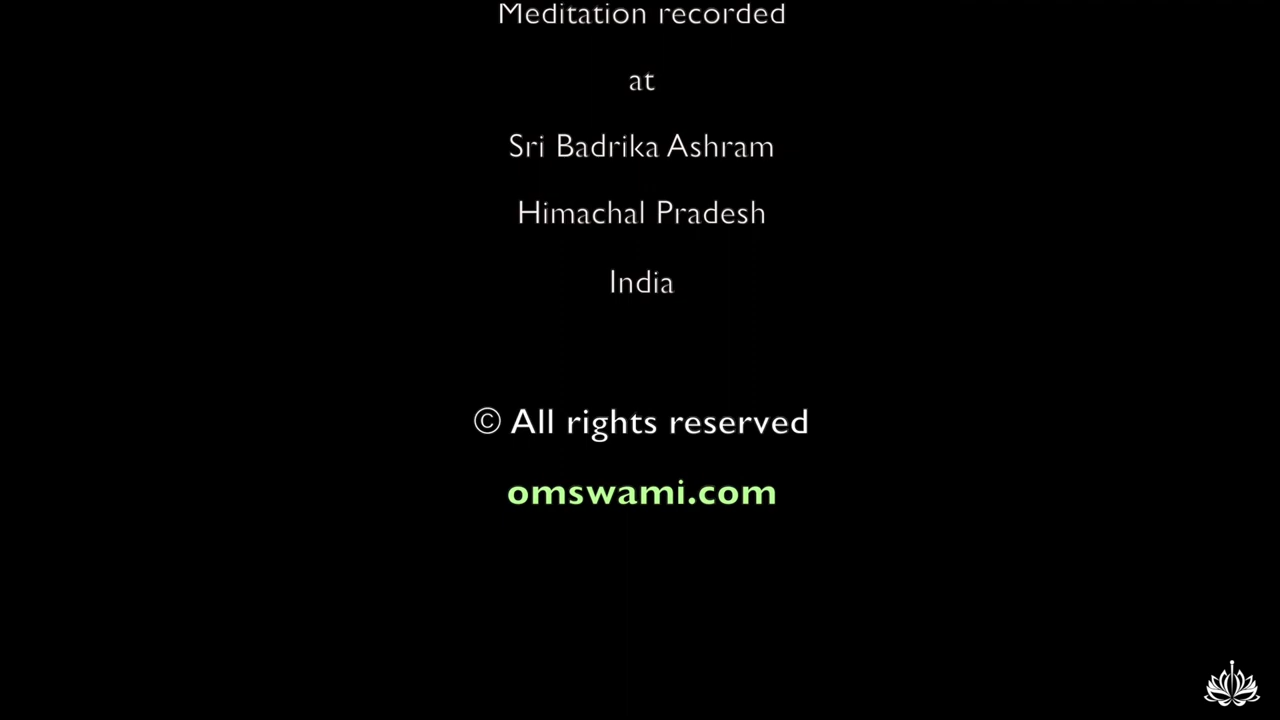 Meditation recorded
at
Sri Badrika Ashram
Himachal Pradesh
India
© All rights reserved
omswami.com